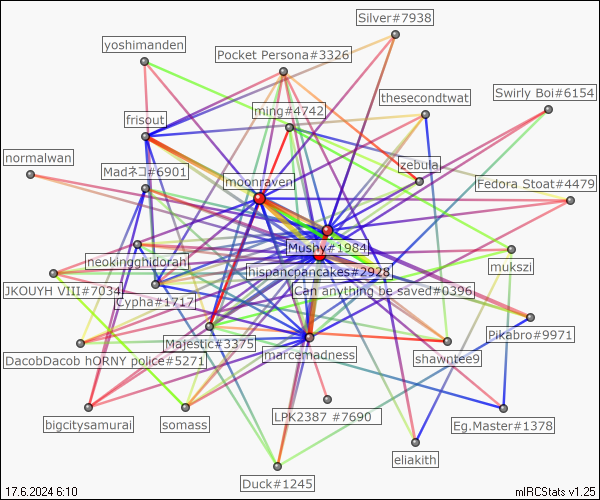 Silver#7938
yoshimanden
Pocket Persona#3326
thesecondtwat
Swirly Boi#6154
ming#4742
frisout
normalwan
zebula
Madネコ#6901
moonraven
Fedora Stoat#4479
Mushy#1984
neokingghidorah
mukszi
hispancpancakes#2928
JKOUYH VIII#7034
Can anything be saved#0396
Cypha#1717
Pikabro#9971
Majestic#3375
marcemadness
shawntee9
DacobDacob hORNY police#5271
LPK2387 #7690
bigcitysamurai
somass
Eg.Master#1378
eliakith
Duck#1245
17.6.2024 6:10
mIRCStats v1.25